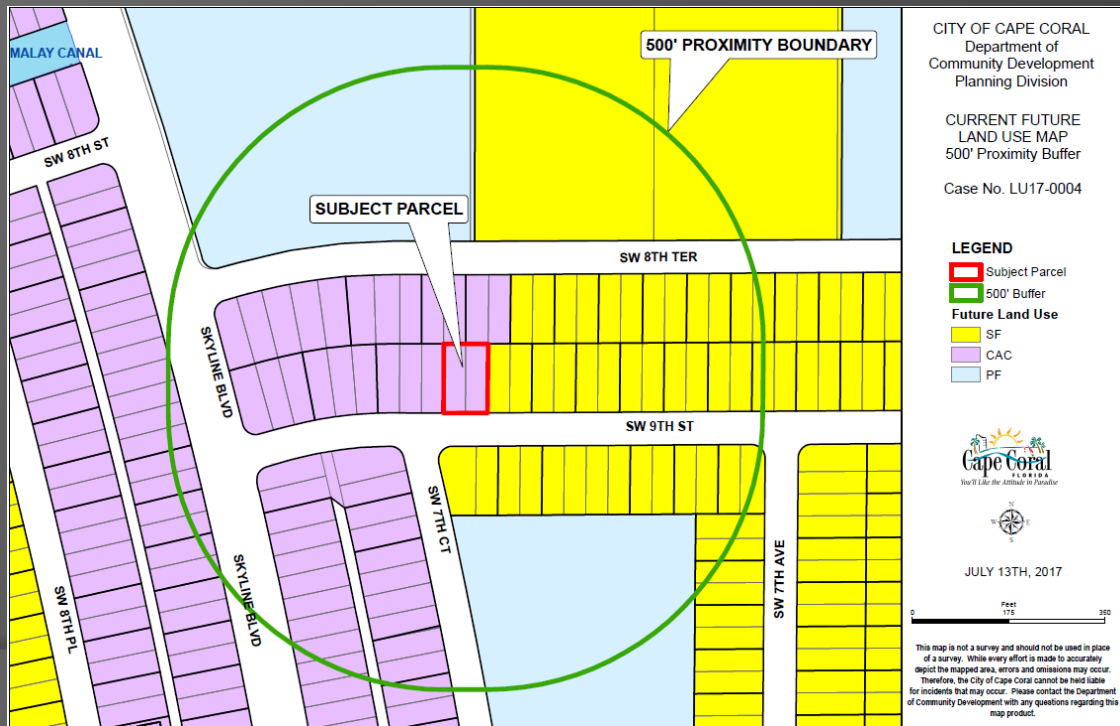 MALAY CANAL
SW 8TH ST
500' PROXIMITY BOUNDARY
SUBJECT PARCEL
SW 8TH TER
SKYLINE BLVD
SW 9TH ST
SW 7TH CT
SKYLINE BLVD
SW 8TH PL
SW 7TH AVE
CITY OF CAPE CORAL
Department of
Community Development
Planning Division
CURRENT FUTURE
LAND USE MAP
500' Proximity Buffer
Case No. LU17-0004
LEGEND
Subject Parcel
500' Buffer
Future Land Use
SF
CAC
PF
Cape Coral
FLORIDA
You'll Like the Attitude in Paradise
N
W
E
S
JULY 13TH, 2017
Feet
0 175 350
This map is not a survey and should not be used in place
of a survey. While every effort is made to accurately
depict the mapped area, errors and omissions may occur.
Therefore, the City of Cape Coral cannot be held liable
for incidents that may occur. Please contact the Department
of Community Development with any questions regarding this
map product.